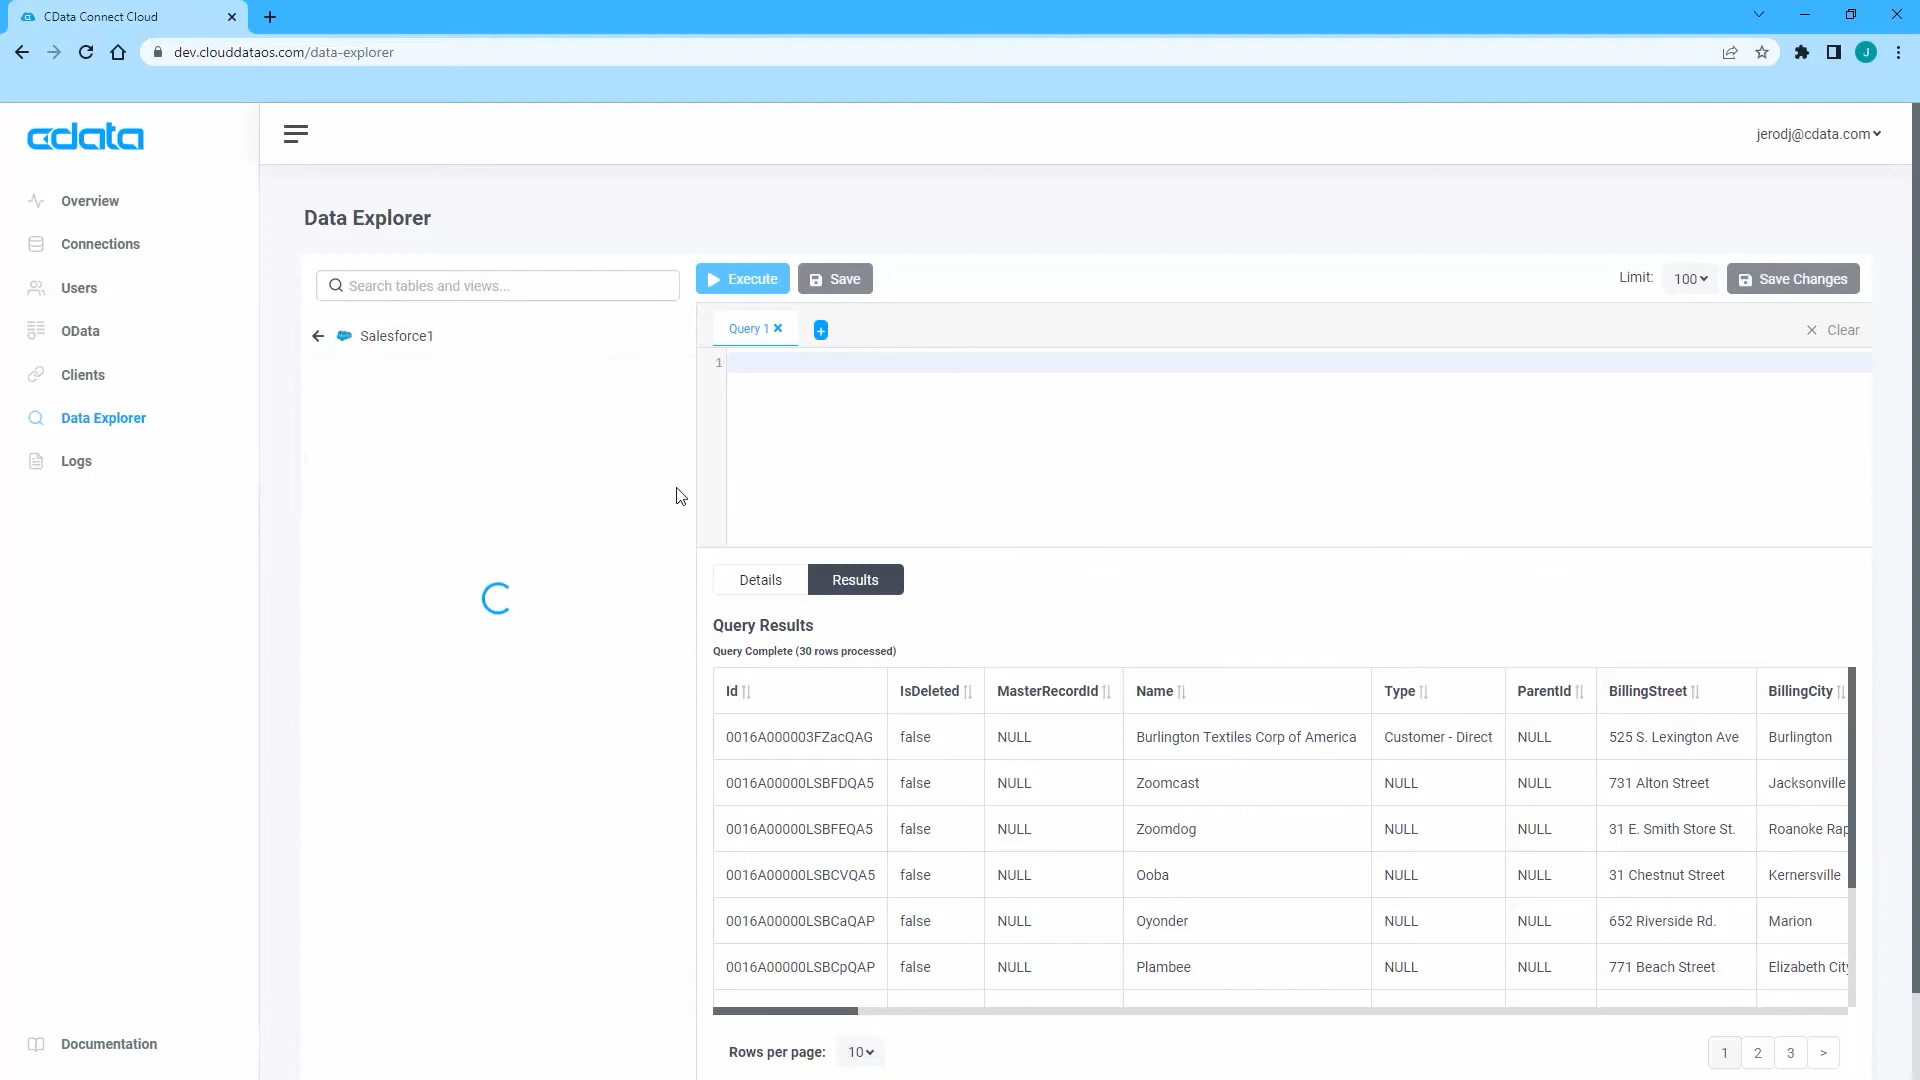 CData Connect Cloud
dev.clouddataos.com/data-explorer
J
cdata
jerodj@cdata.com
Overview
Connections
Users
OData
Clients
Data Explorer
Logs
Documentation
Data Explorer
Search tables and views...
Salesforce1
Execute Save Limit: 100 Save Changes
Query 1 Clear
1
Details Results
Query Results
Query Complete (30 rows processed)
Id IsDeleted MasterRecordId Name Type ParentId BillingStreet BillingCity
0016A000003FZacQAG false NULL Burlington Textiles Corp of America Customer - Direct NULL 525 S. Lexington Ave Burlington
0016A00000LSBFDQA5 false NULL Zoomcast NULL NULL 731 Alton Street Jacksonville
0016A00000LSBFEQA5 false NULL Zoomdog NULL NULL 31 E. Smith Store St. Roanoke Rap
0016A00000LSBCVQA5 false NULL Ooba NULL NULL 31 Chestnut Street Kernersville
0016A00000LSBCaQAP false NULL Oyonder NULL NULL 652 Riverside Rd. Marion
0016A00000LSBCpQAP false NULL Plambee NULL NULL 771 Beach Street Elizabeth City
Rows per page: 10 1 2 3 >